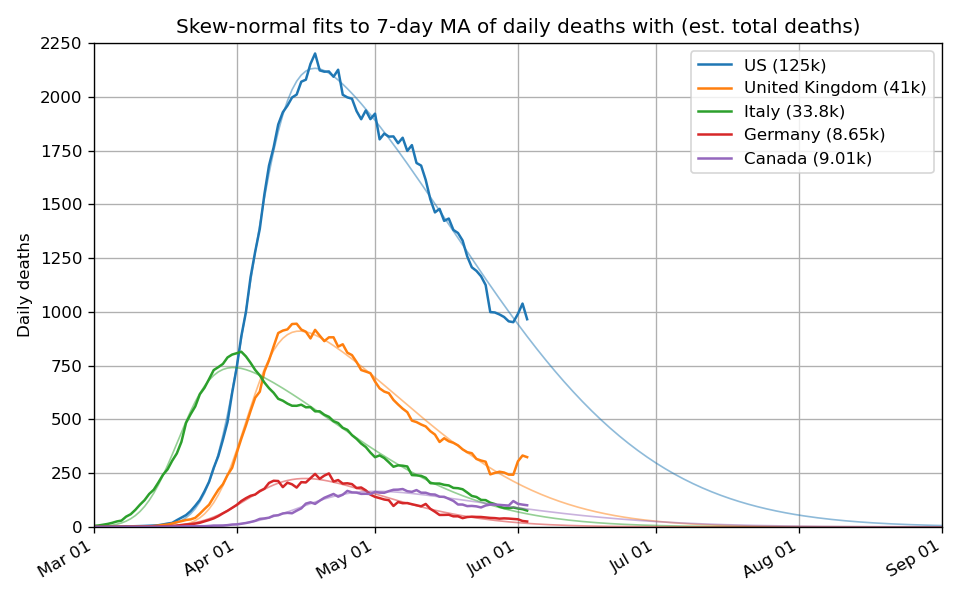 Skew-normal fits to 7-day MA of daily deaths with (est. total deaths)
2250
2000
1750
1500
1250
1000
750
500
250
0
Daily deaths
US (125k)
United Kingdom (41k)
Italy (33.8k)
Germany (8.65k)
Canada (9.01k)
Mar 01
Apr 01
May 01
Jun 01
Jul 01
Aug 01
Sep 01